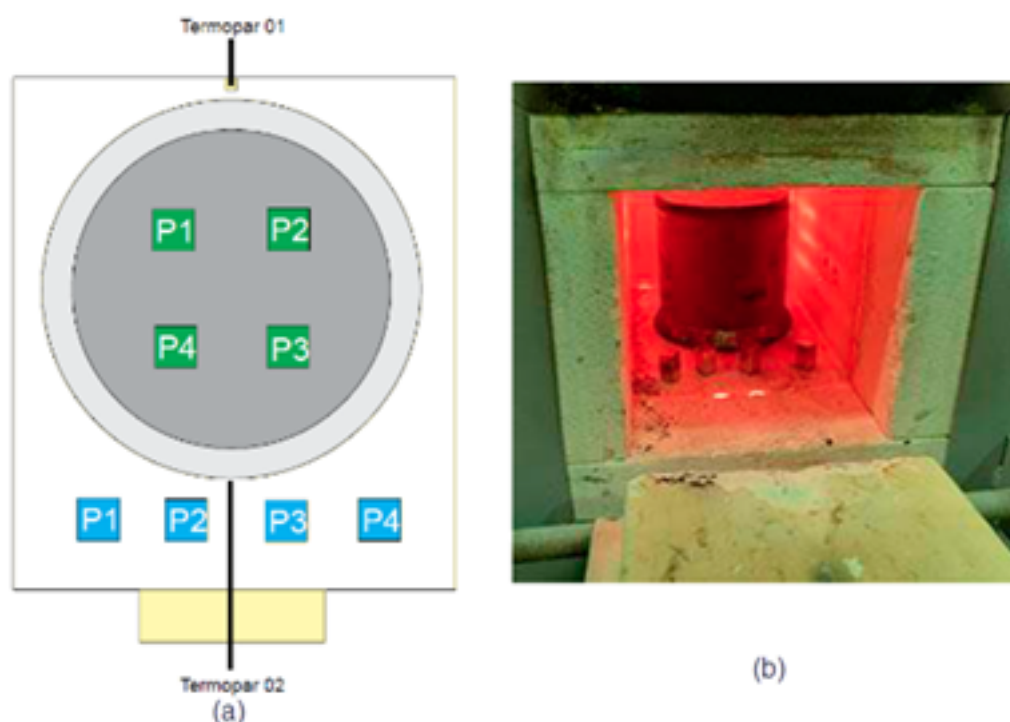 Termopar 01
P1 P2
P4 P3
P1 P2 P3 P4
Termopar 02
(a)
(b)